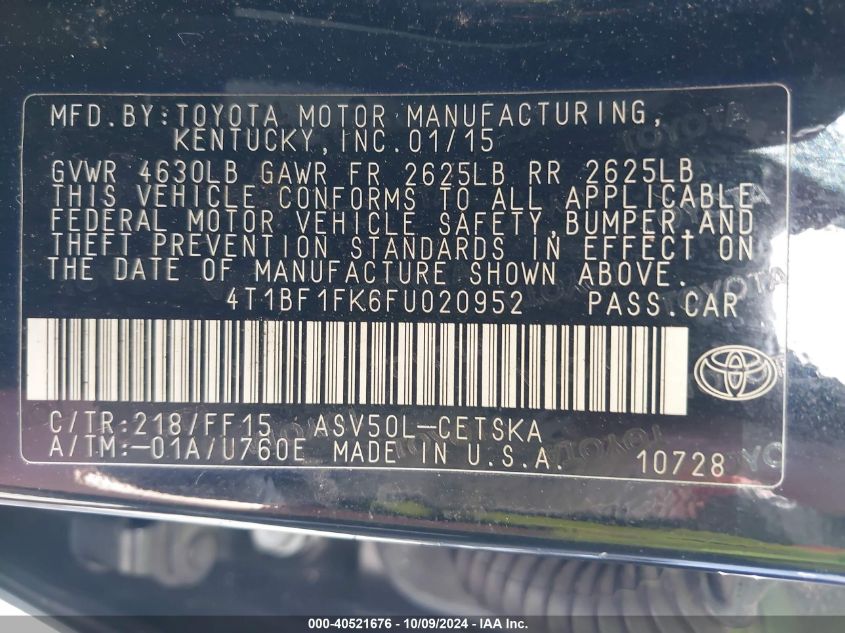 MFD.BY:TOYOTA MOTOR MANUFACTURING,
KENTUCKY,INC.01/15
GVWR 4630LB GAWR FR 2625LB RR 2625LB
THIS VEHICLE CONFORMS TO ALL APPLICABLE
FEDERAL MOTOR VEHICLE SAFETY,BUMPER,AND
THEFT PREVENTION STANDARDS IN EFFECT ON
THE DATE OF MANUFACTURE SHOWN ABOVE.
4T1BF1FK6FU020952 PASS.CAR
C/TR:218/FF15 ASV50L-CETSKA
A/TM:-01A/U760E MADE IN U.S.A. 10728
000-40521676 - 10/09/2024 - IAA Inc.